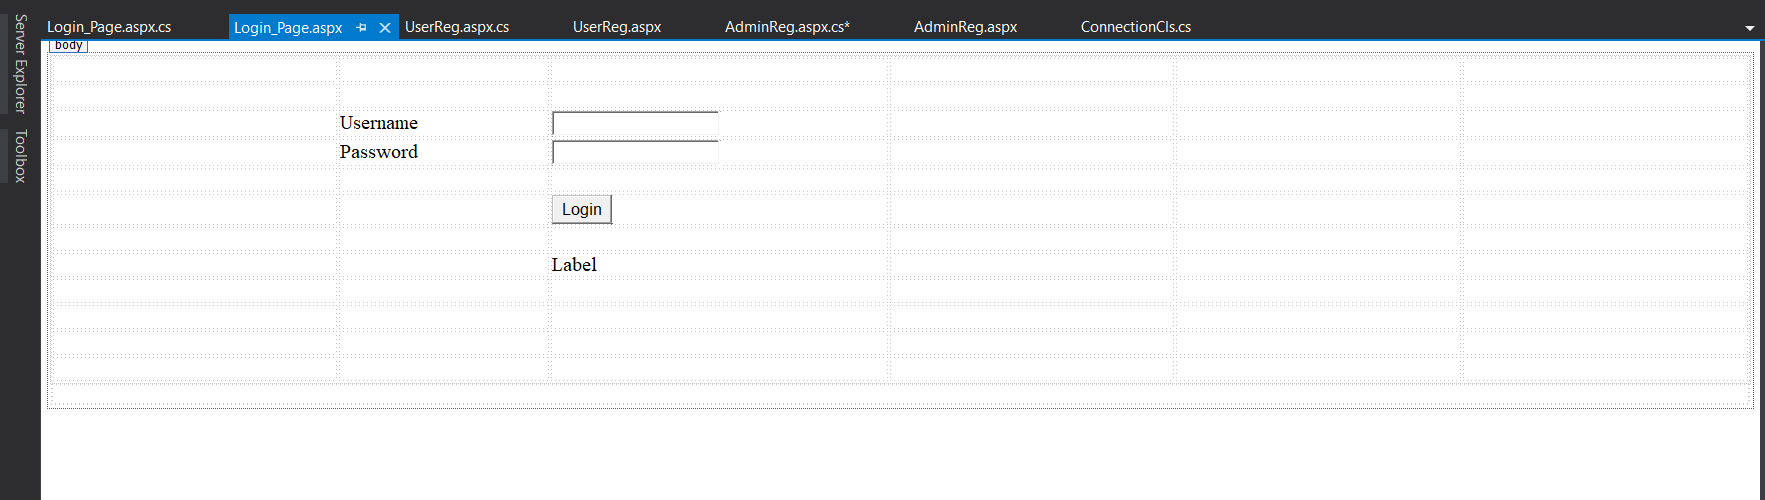 Server Explorer
Toolbox
Login_Page.aspx.cs
Login_Page.aspx
UserReg.aspx.cs
UserReg.aspx
AdminReg.aspx.cs*
AdminReg.aspx
ConnectionCls.cs
body
Username
Password
Login
Label